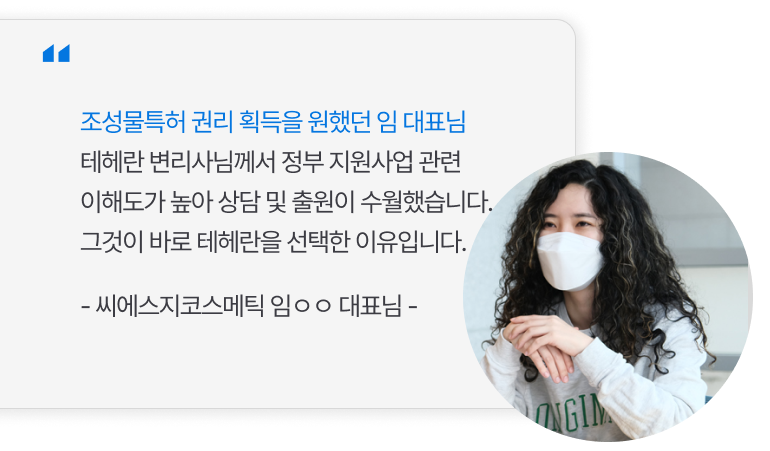 조성물특허 권리 획득을 원했던 임 대표님
테헤란 변리사님께서 정부 지원사업 관련
이해도가 높아 상담 및 출원이 수월했습니다.
그것이 바로 테헤란을 선택한 이유입니다.
- 씨에스지코스메틱 임ㅇㅇ 대표님 -